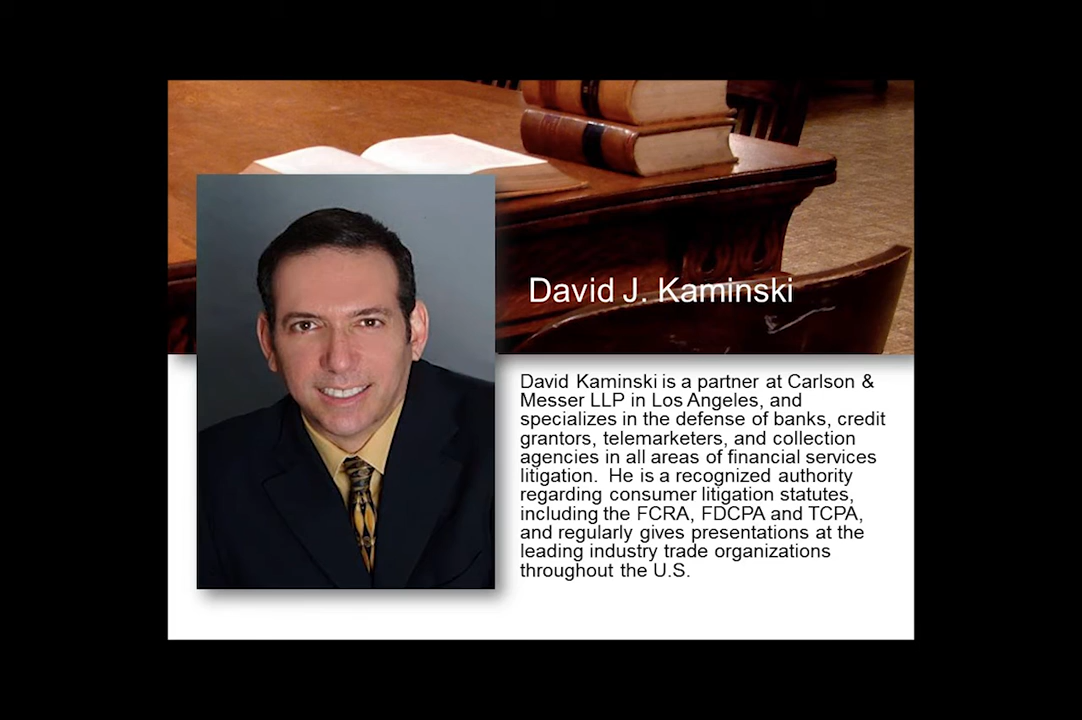 David J. Kaminski
David Kaminski is a partner at Carlson &
Messer LLP in Los Angeles, and
specializes in the defense of banks, credit
grantors, telemarketers, and collection
agencies in all areas of financial services
litigation. He is a recognized authority
regarding consumer litigation statutes,
including the FCRA, FDCPA and TCPA,
and regularly gives presentations at the
leading industry trade organizations
throughout the U.S.